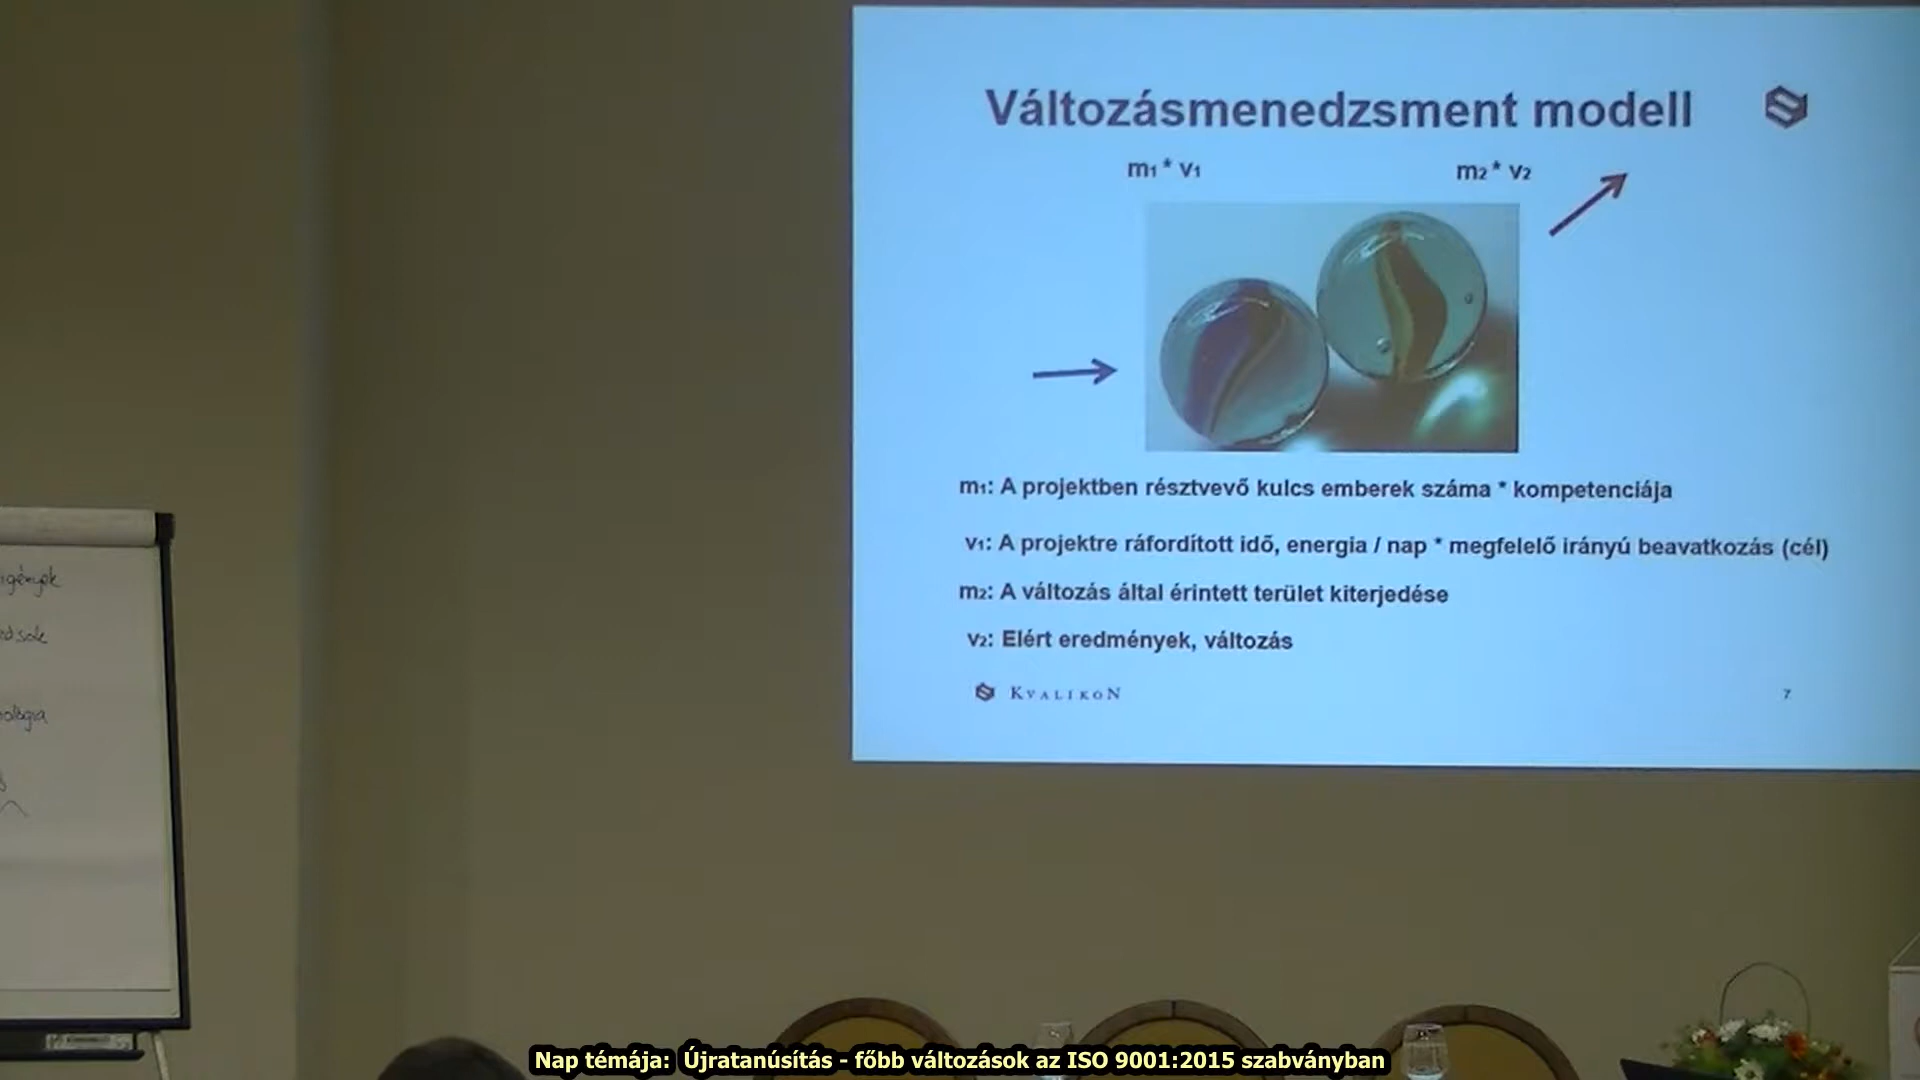 Változásmenedzsment modell
m1 * v1
m2 * v2
m1: A projektben résztvevő kulcs emberek száma * kompetenciája
v1: A projektre ráfordított idő, energia / nap * megfelelő irányú beavatkozás (cél)
m2: A változás által érintett terület kiterjedése
v2: Elért eredmények, változás
KVALIKON
7
igények
Nap témája: Újratanúsítás - főbb változások az ISO 9001:2015 szabványban